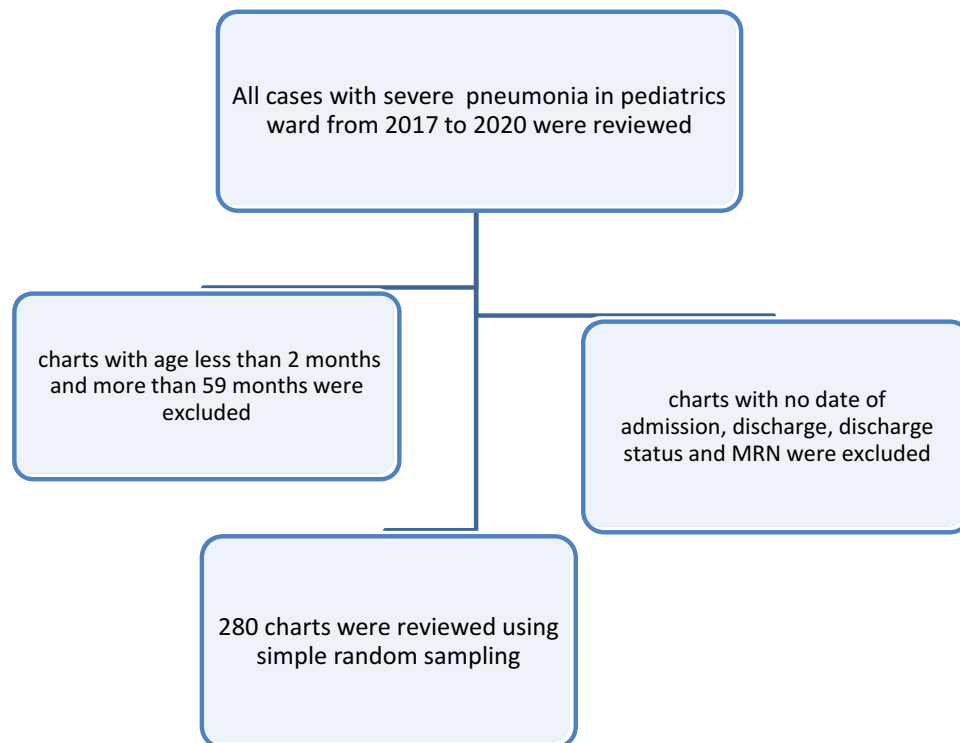 All cases with severe pneumonia in pediatrics
ward from 2017 to 2020 were reviewed
charts with age less than 2 months
and more than 59 months were
excluded
charts with no date of
admission, discharge, discharge
status and MRN were excluded
280 charts were reviewed using
simple random sampling